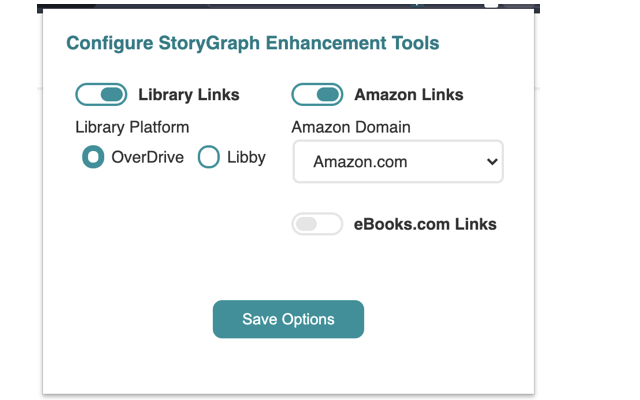 Configure StoryGraph Enhancement Tools
Library Links
Amazon Links
Library Platform
Amazon Domain
OverDrive
Libby
Amazon.com
eBooks.com Links
Save Options